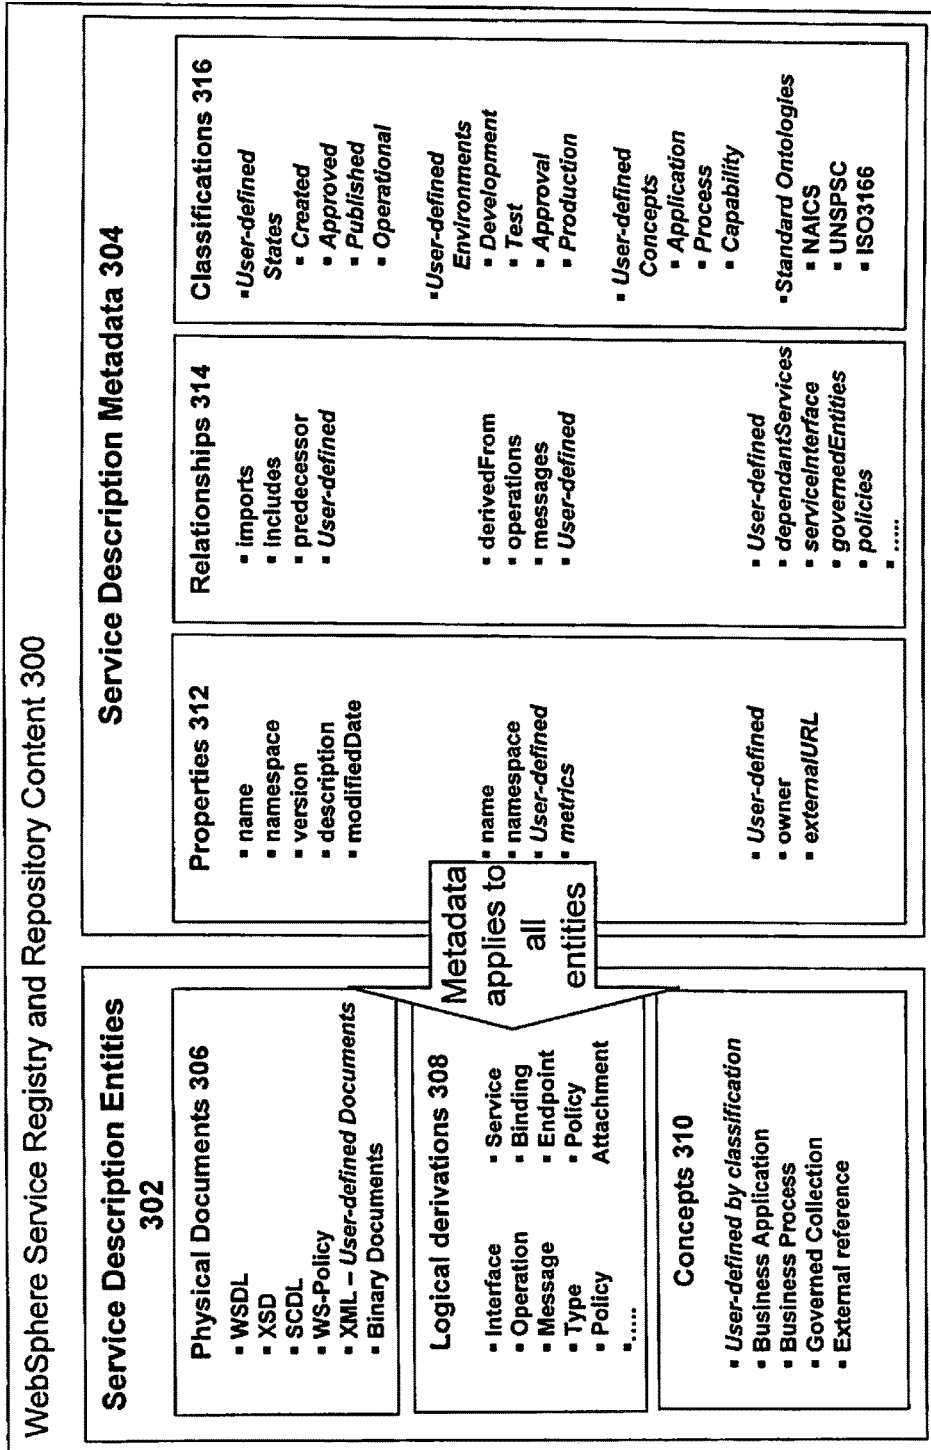 WebSphere Service Registry and Repository Content 300
Service Description Entities
302
Physical Documents 306
▪ WSDL
▪ XSD
▪ SCDL
▪ WS-Policy
▪ XML – User-defined Documents
▪ Binary Documents
Logical derivations 308
▪ Interface
▪ Operation
▪ Message
▪ Type
▪ Policy
▪.....
▪ Service
▪ Binding
▪ Endpoint
▪ Policy
Attachment
Concepts 310
▪ User-defined by classification
▪ Business Application
▪ Business Process
▪ Governed Collection
▪ External reference
Metadata
applies to
all
entities
Service Description Metadata 304
Properties 312
▪ name
▪ namespace
▪ version
▪ description
▪ modifiedDate
▪ name
▪ namespace
▪ User-defined
▪ metrics
▪ User-defined
▪ owner
▪ externalURL
Relationships 314
▪ imports
▪ includes
▪ predecessor
▪ User-defined
▪ derivedFrom
▪ operations
▪ messages
▪ User-defined
▪ User-defined
▪ dependantServices
▪ serviceInterface
▪ governedEntities
▪ policies
▪ .....
Classifications 316
▪User-defined
States
▪ Created
▪ Approved
▪ Published
▪ Operational
▪User-defined
Environments
▪ Development
▪ Test
▪ Approval
▪ Production
▪ User-defined
Concepts
▪ Application
▪ Process
▪ Capability
▪Standard Ontologies
▪ NAICS
▪ UNSPSC
▪ ISO3166